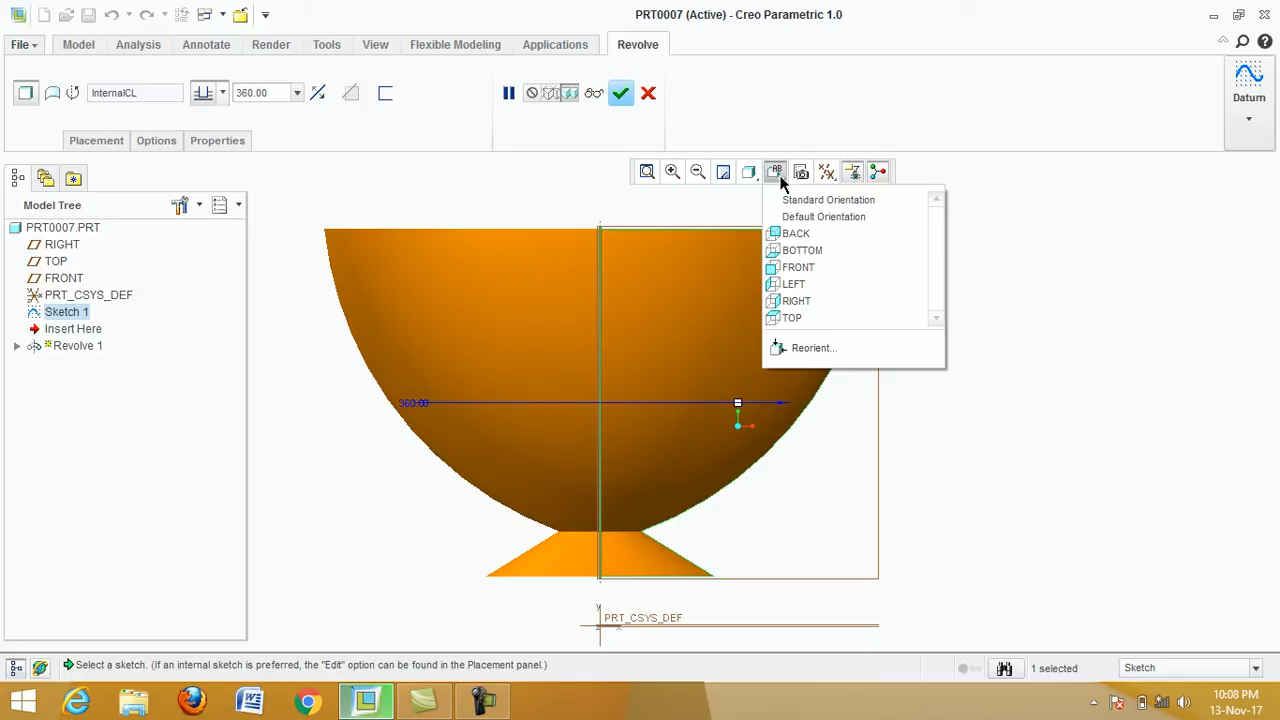 PRT0007 (Active) - Creo Parametric 1.0
File Model Analysis Annotate Render Tools View Flexible Modeling Applications Revolve
InternalCL 360.00
Datum
Placement Options Properties
Model Tree
PRT0007.PRT
RIGHT
TOP
FRONT
PRT_CSYS_DEF
Sketch 1
Insert Here
Revolve 1
AB
Standard Orientation
Default Orientation
BACK
BOTTOM
FRONT
LEFT
RIGHT
TOP
Reorient...
360.00
y
PRT_CSYS_DEF
z x
Select a sketch. (If an internal sketch is preferred, the "Edit" option can be found in the Placement panel.)
1 selected
Sketch
10:08 PM
13-Nov-17